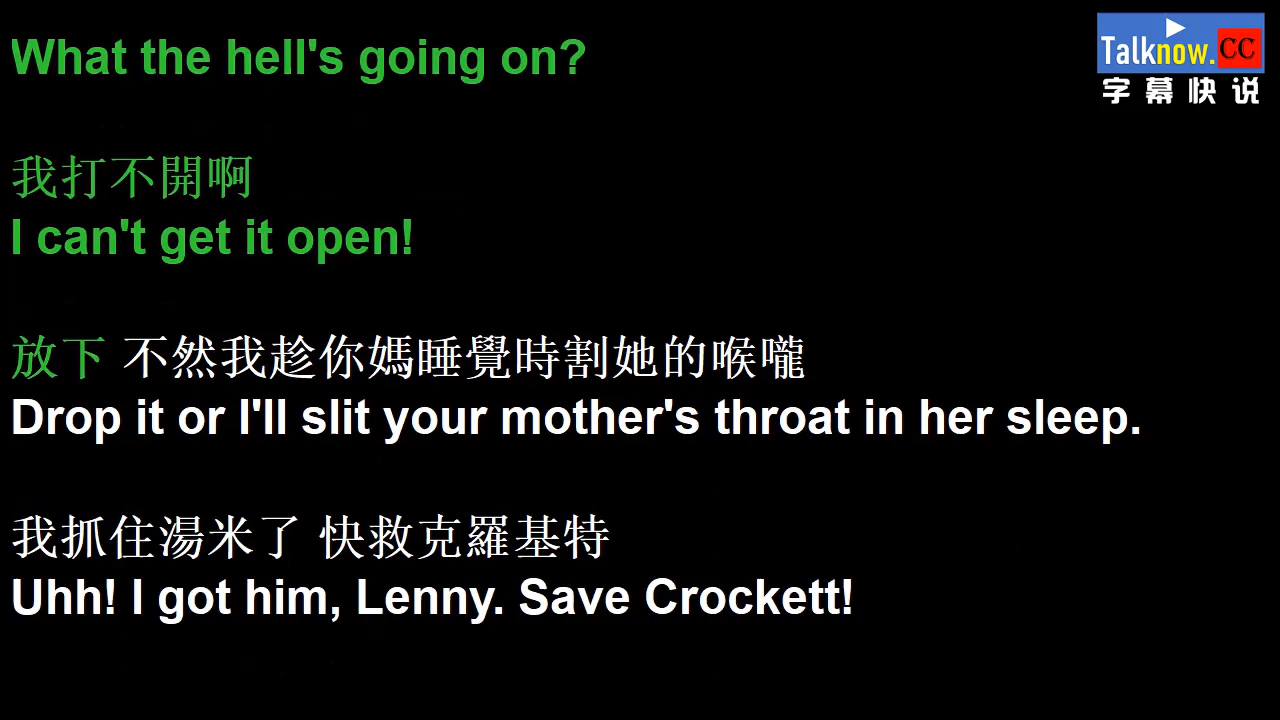 What the hell's going on?
Talknow.CC
字幕快说
我打不開啊
I can't get it open!
放下 不然我趁你媽睡覺時割她的喉嚨
Drop it or I'll slit your mother's throat in her sleep.
我抓住湯米了 快救克羅基特
Uhh! I got him, Lenny. Save Crockett!